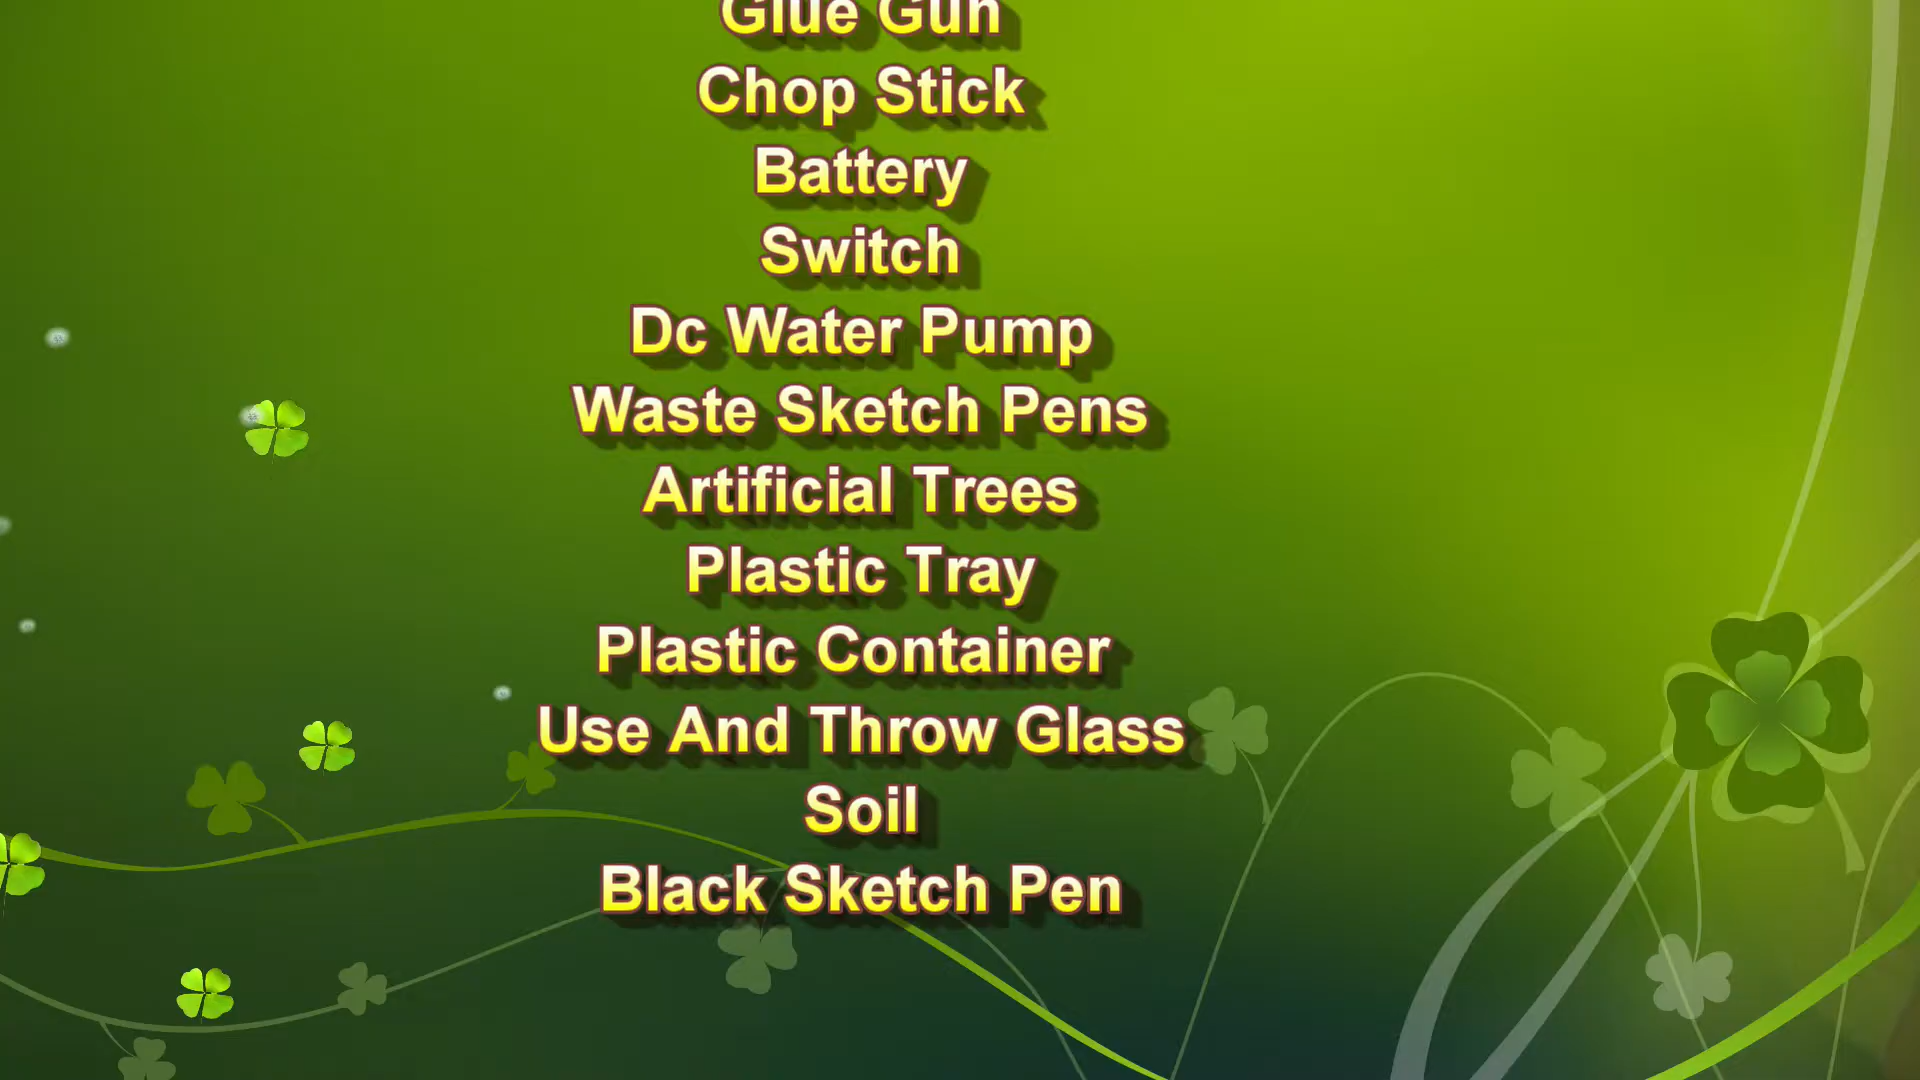 Glue Gun
Chop Stick
Battery
Switch
Dc Water Pump
Waste Sketch Pens
Artificial Trees
Plastic Tray
Plastic Container
Use And Throw Glass
Soil
Black Sketch Pen